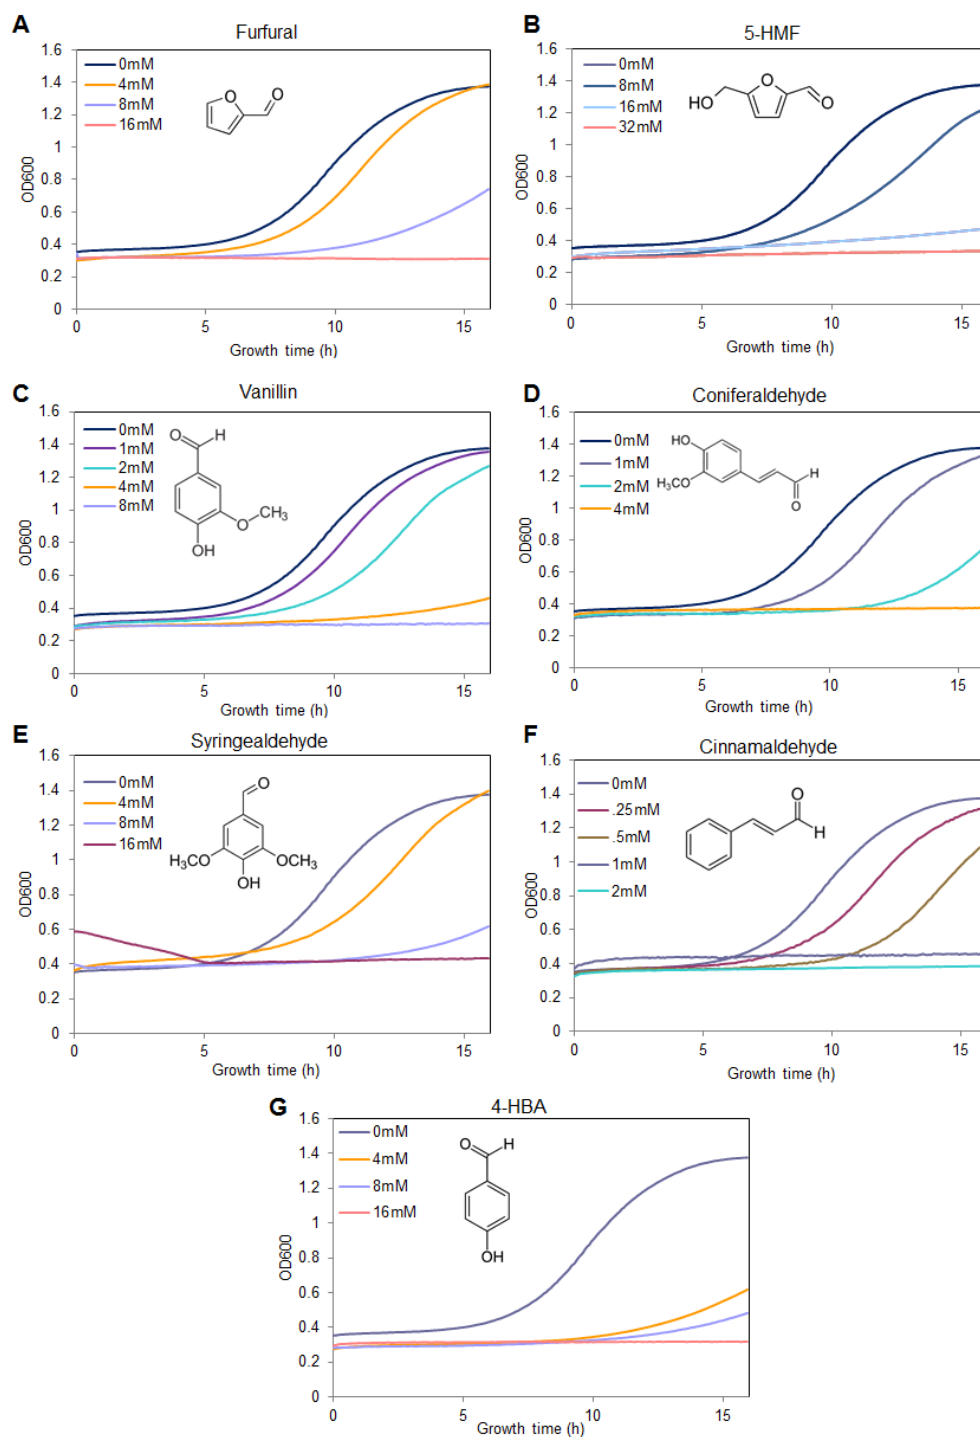 A
Furfural
1.6
1.4
1.2
1
0.8
0.6
0.4
0.2
0
OD600
0mM
4mM
8mM
16mM
O
O
0
5
10
15
Growth time (h)
B
5-HMF
1.6
1.4
1.2
1
0.8
0.6
0.4
0.2
0
OD600
0mM
8mM
16mM
32mM
HO
O
O
0
5
10
15
Growth time (h)
C
Vanillin
1.6
1.4
1.2
1
0.8
0.6
0.4
0.2
0
OD600
0mM
1mM
2mM
4mM
8mM
O
H
O
CH3
OH
0
5
10
15
Growth time (h)
D
Coniferaldehyde
1.6
1.4
1.2
1
0.8
0.6
0.4
0.2
0
OD600
0mM
1mM
2mM
4mM
HO
H3CO
H
O
0
5
10
15
Growth time (h)
E
Syringealdehyde
1.6
1.4
1.2
1
0.8
0.6
0.4
0.2
0
OD600
0mM
4mM
8mM
16mM
O
H3CO
OCH3
OH
0
5
10
15
Growth time (h)
F
Cinnamaldehyde
1.6
1.4
1.2
1
0.8
0.6
0.4
0.2
0
OD600
0mM
.25mM
.5mM
1mM
2mM
O
H
0
5
10
15
Growth time (h)
G
4-HBA
1.6
1.4
1.2
1
0.8
0.6
0.4
0.2
0
OD600
0mM
4mM
8mM
16mM
O
H
OH
0
5
10
15
Growth time (h)